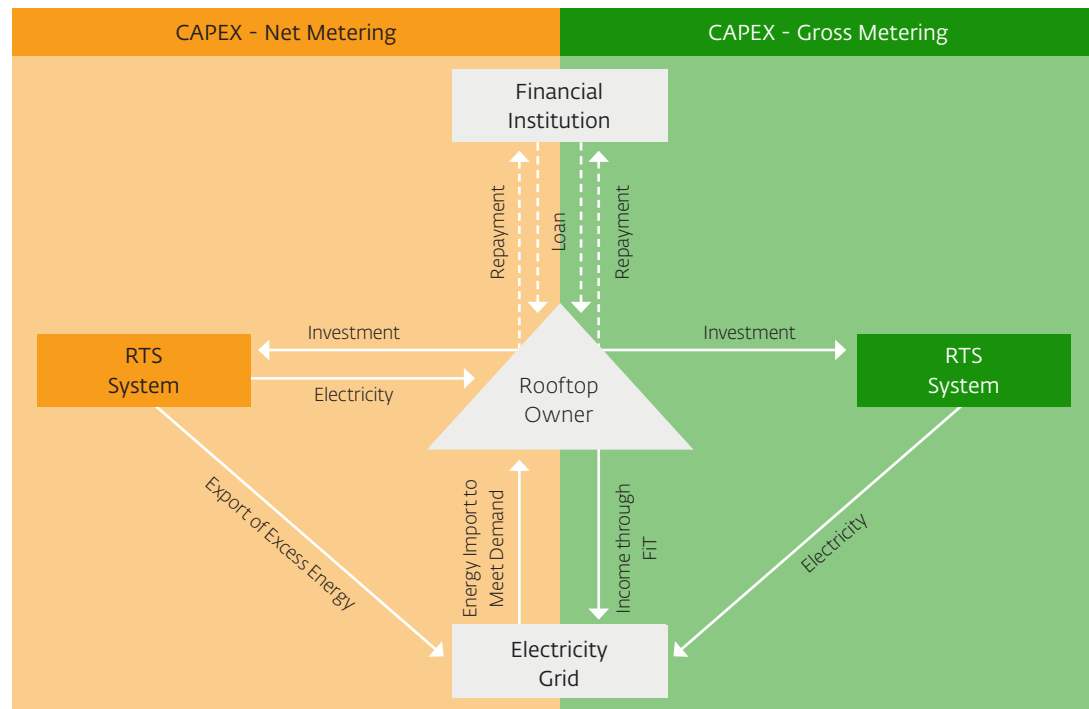 CAPEX - Net Metering
CAPEX - Gross Metering
Financial
Institution
Repayment
Loan
Repayment
Investment
Investment
RTS
System
Electricity
Rooftop
Owner
RTS
System
Export of Excess Energy
Energy Import to
Meet Demand
Income through
FiT
Electricity
Electricity
Grid